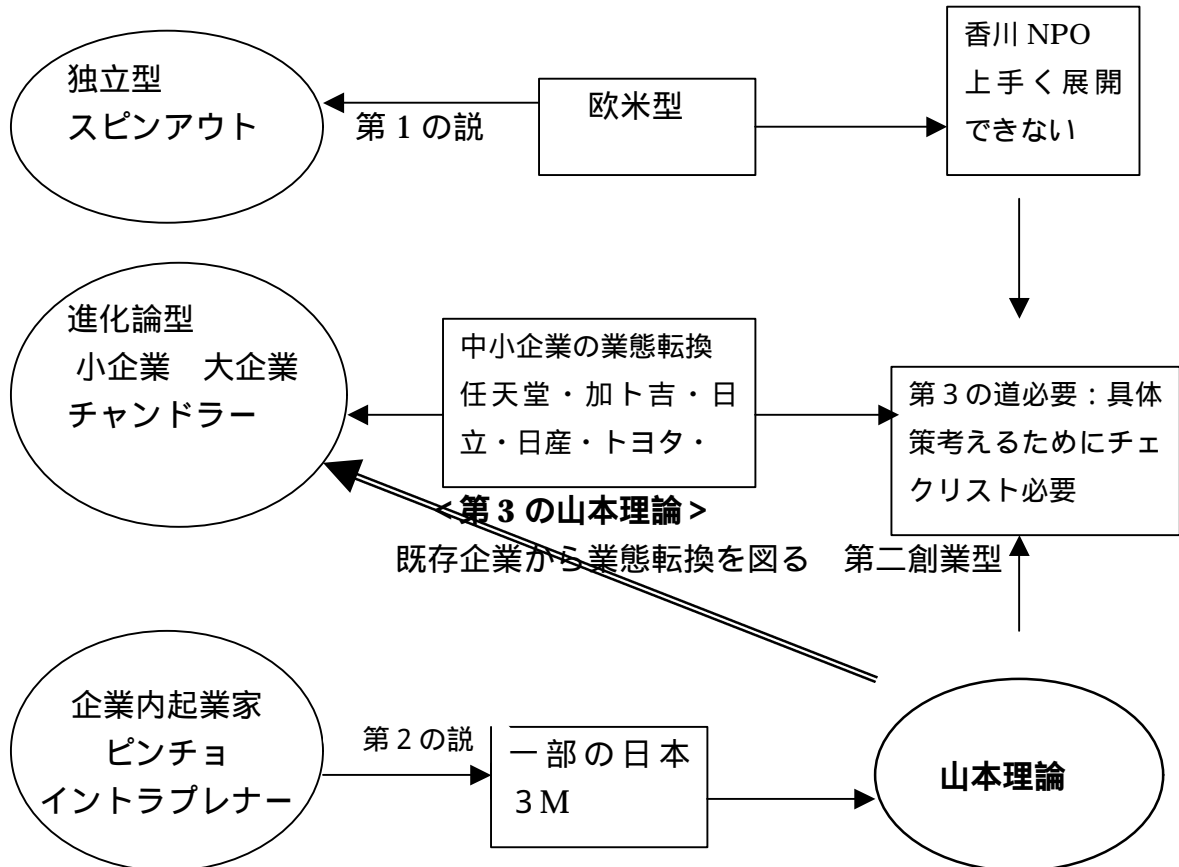 独立型
スピンアウト
第1の説
欧米型
香川 NPO
上手く展開
できない
進化論型
小企業　大企業
チャンドラー
中小企業の業態転換
任天堂・加ト吉・日
立・日産・トヨタ・
第3の道必要：具体
策考えるためにチェ
クリスト必要
<第3の山本理論>
既存企業から業態転換を図る　第二創業型
企業内起業家
ピンチョ
イントラプレナー
第2の説
一部の日本
3M
山本理論